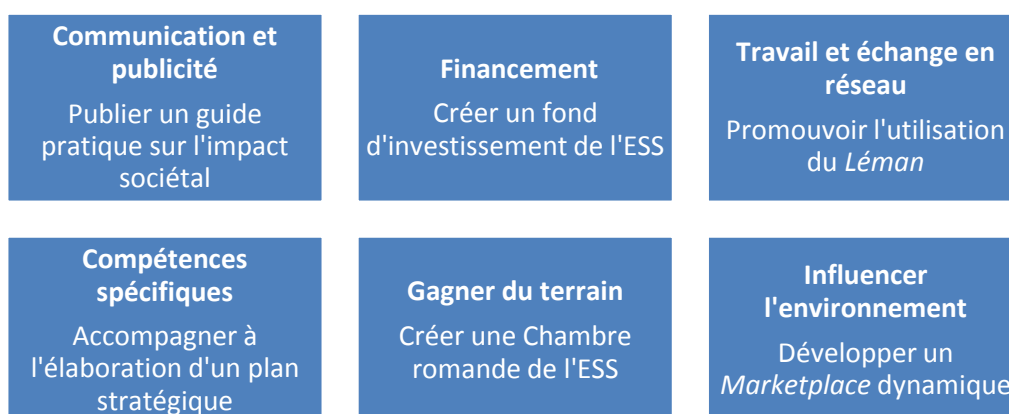 Communication et
publicité
Publier un guide
pratique sur l'impact
sociétal
Financement
Créer un fond
d'investissement de l'ESS
Travail et échange en
réseau
Promouvoir l'utilisation
du Léman
Compétences
spécifiques
Accompagner à
l'élaboration d'un plan
stratégique
Gagner du terrain
Créer une Chambre
romande de l'ESS
Influencer
l'environnement
Développer un
Marketplace dynamique